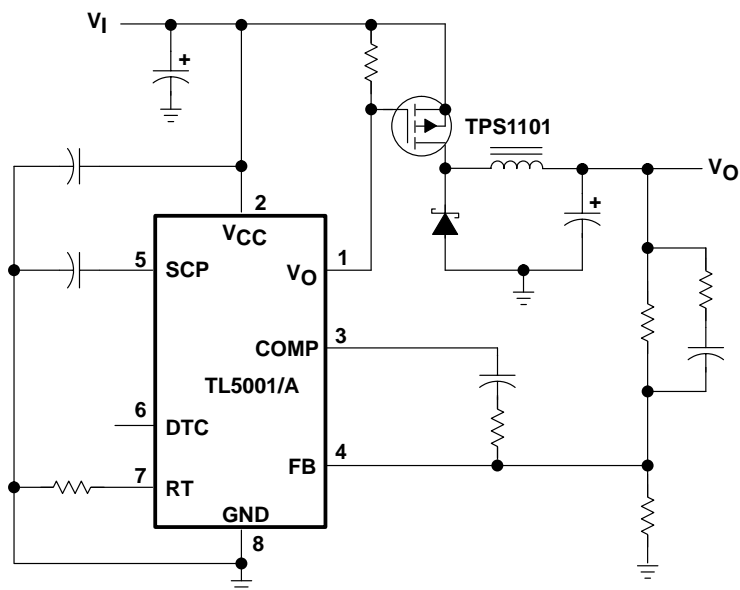 VI
TPS1101
VO
2
VCC
5
SCP
1
VO
3
COMP
TL5001/A
6
DTC
4
FB
7
RT
GND
8